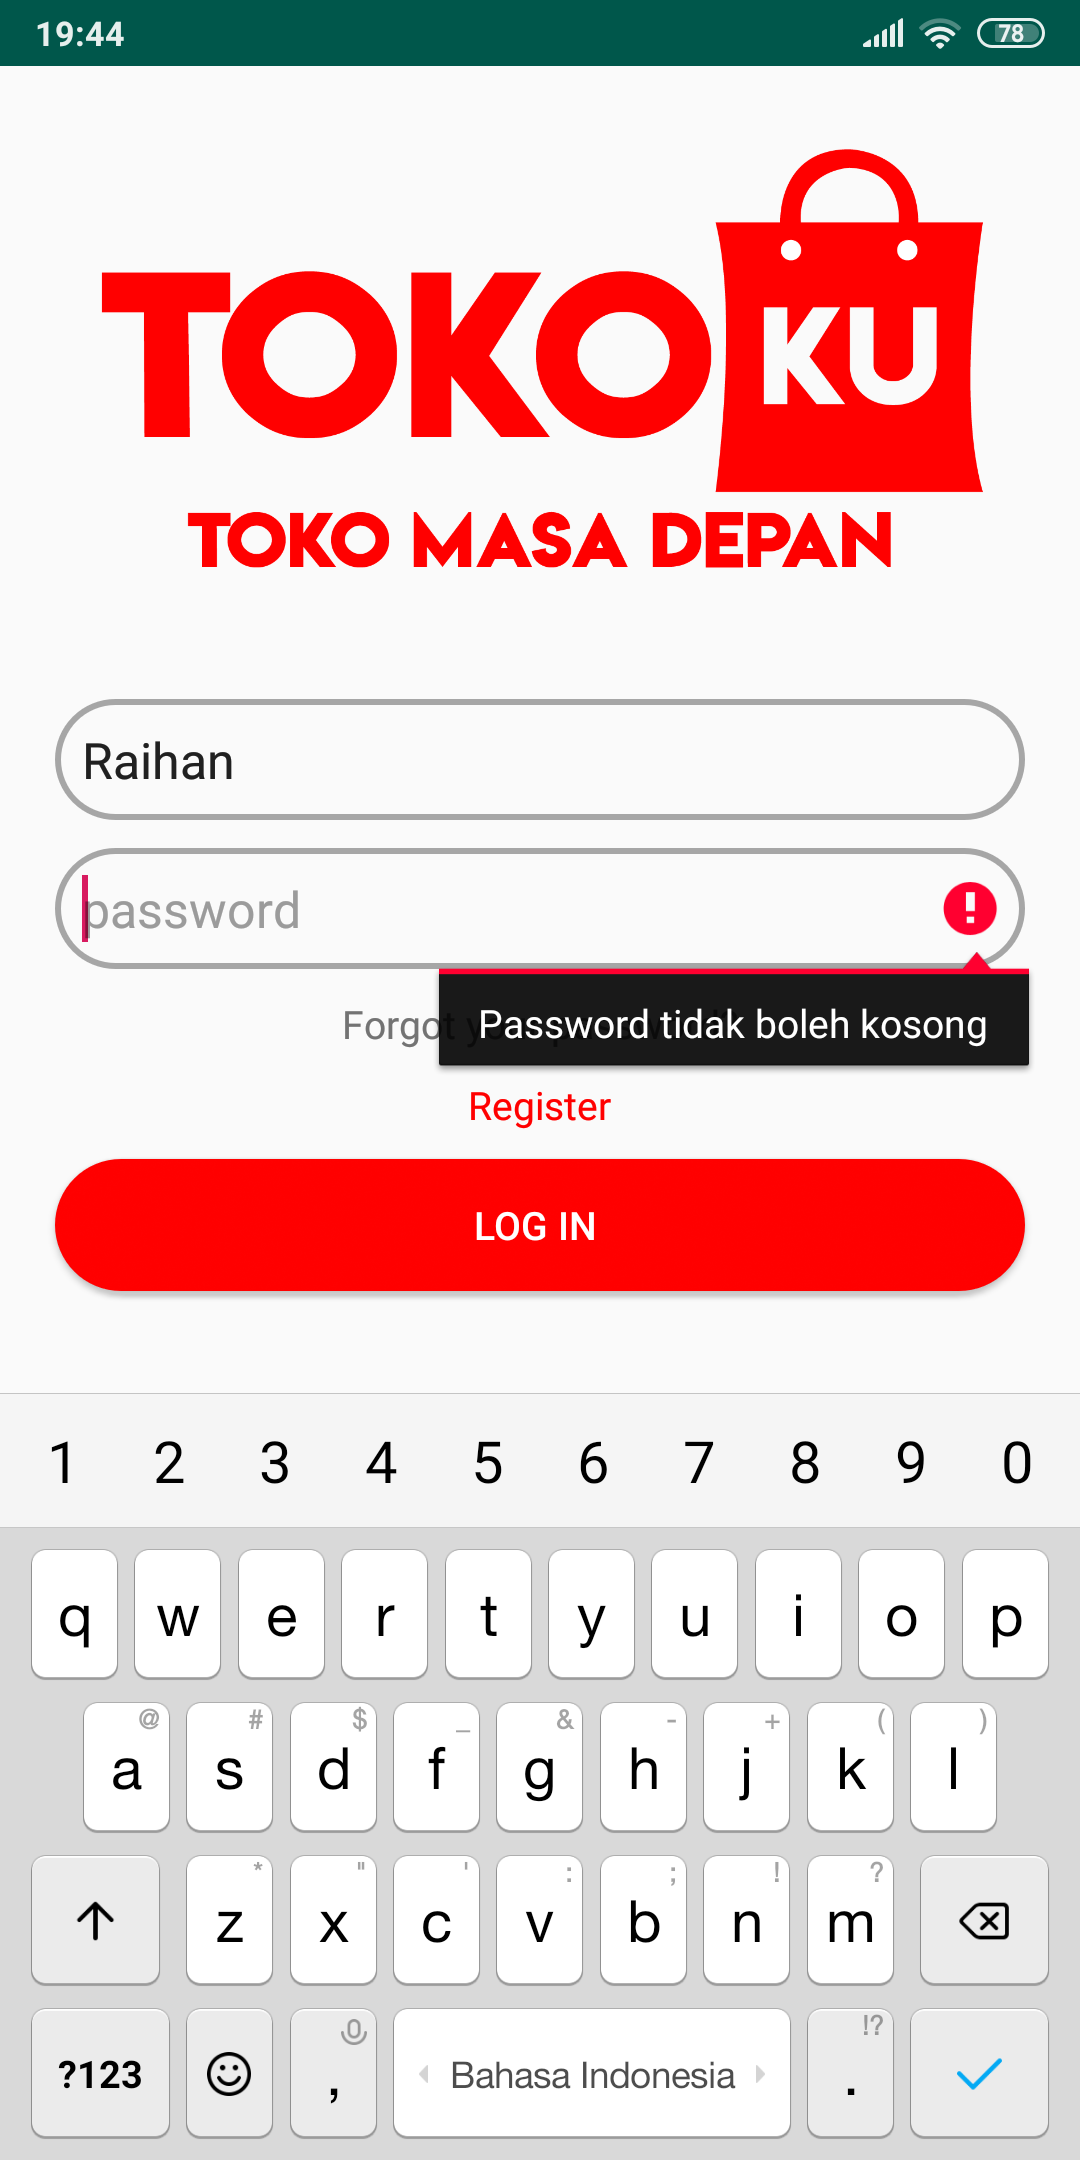 19:44
78
TOKO KU
TOKO MASA DEPAN
Raihan
password
Forgot
Password tidak boleh kosong
Register
LOG IN
1 2 3 4 5 6 7 8 9 0
q w e r t y u i o p
@ # $ _ & - + ( )
a s d f g h j k l
* " ' : ; ! ?
z x c v b n m
!?
?123 , Bahasa Indonesia .